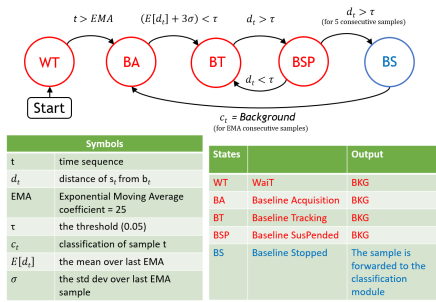 t > EMA
(E[d_t] + 3σ) < τ
d_t > τ
d_t > τ
(for 5 consecutive samples)
WT
BA
BT
BSP
BS
d_t < τ
Start
c_t = Background
(for EMA consecutive samples)
Symbols
t time sequence
d_t distance of s_t from b_t
EMA Exponential Moving Average
coefficient = 25
τ the threshold (0.05)
c_t classification of sample t
E[d_t] the mean over last EMA
σ the std dev over last EMA
sample
States Output
WT WaiT BKG
BA Baseline Acquisition BKG
BT Baseline Tracking BKG
BSP Baseline SusPended BKG
BS Baseline Stopped The sample is
forwarded to the
classification
module